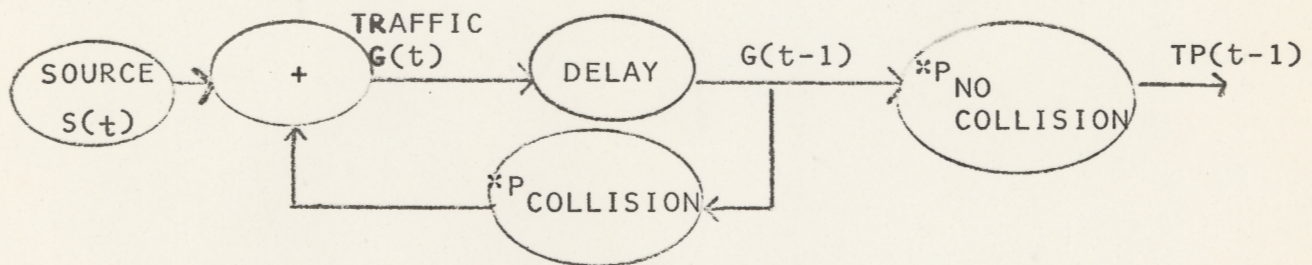 SOURCE
S(t)
+
TRAFFIC
G(t)
DELAY
G(t-1)
*P NO
COLLISION
TP(t-1)
*P COLLISION